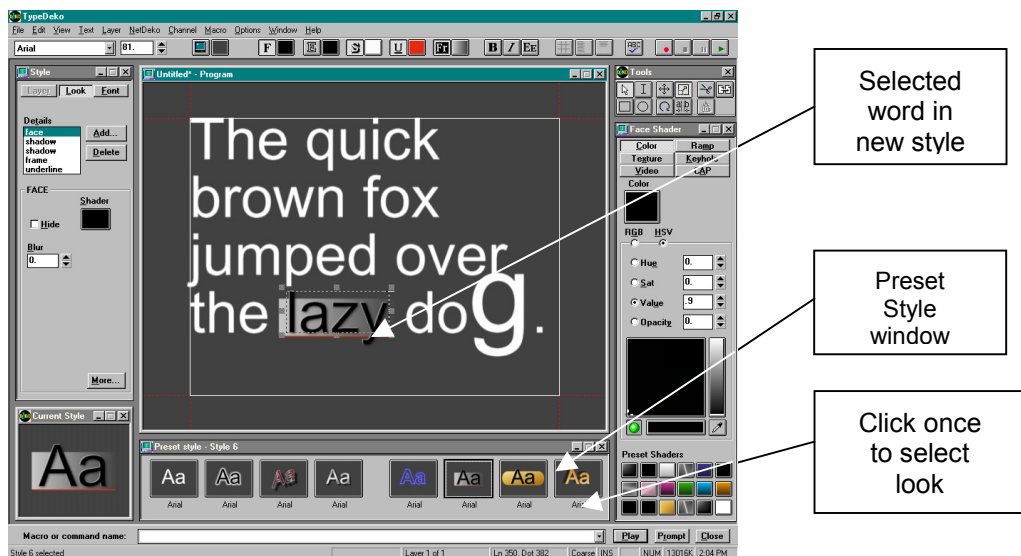 TypeDeko
File Edit View Text Layer NetDeko Channel Macro Options Window Help
Arial 81. F E S U Fr B I EE ABC
Style
Layer Look Font
Details
face
shadow
shadow
frame
underline
Add...
Delete
FACE
Shader
Hide
Blur
0.
More...
Current Style
Aa
Untitled* - Program
The quick
brown fox
jumped over
the lazy dog.
Preset style - Style 6
Aa Aa Aa Aa Aa Aa Aa Aa
Arial Arial Arial Arial Arial Arial Arial Arial
Tools
Face Shader
Color Ramp
Texture Keyhole
Video CAP
Color
RGB HSV
Hue 0.
Sat 0.
Value .9
Opacity 0.
Preset Shaders
Macro or command name: Play Prompt Close
Style 6 selected Layer 1 of 1 Ln 350, Dot 382 Coarse INS NUM 13016K 2:04 PM
Selected
word in
new style
Preset
Style
window
Click once
to select
look